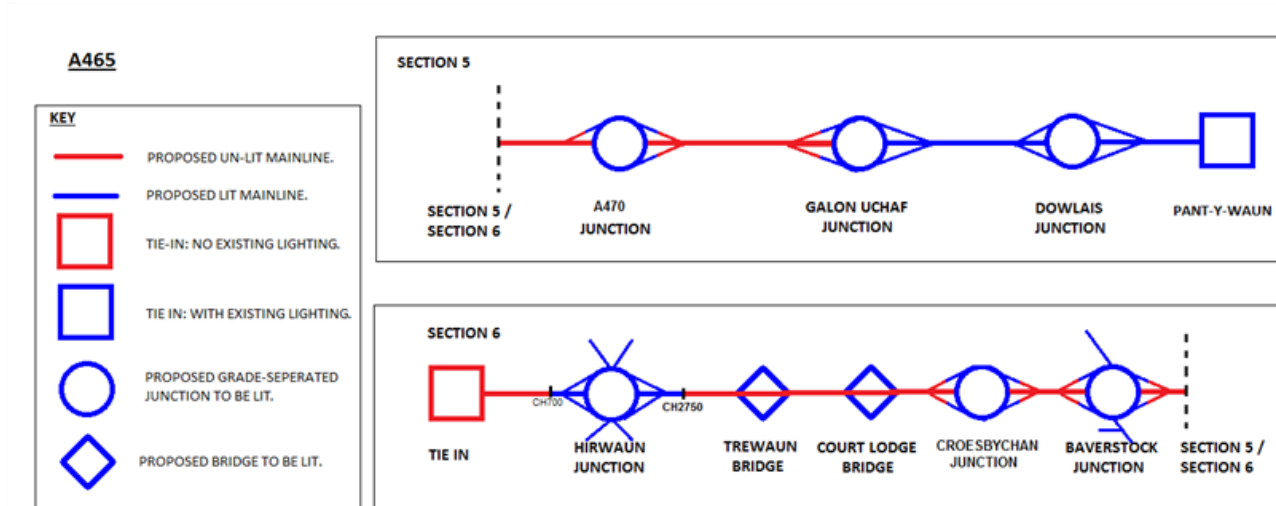 A465
KEY
PROPOSED UN-LIT MAINLINE.
PROPOSED LIT MAINLINE.
TIE-IN: NO EXISTING LIGHTING.
TIE IN: WITH EXISTING LIGHTING.
PROPOSED GRADE-SEPERATED
JUNCTION TO BE LIT.
PROPOSED BRIDGE TO BE LIT.
SECTION 5
SECTION 5 /
SECTION 6
A470
JUNCTION
GALON UCHAF
JUNCTION
DOWLAIS
JUNCTION
PANT-Y-WAUN
SECTION 6
CH700
CH2750
TIE IN
HIRWAUN
JUNCTION
TREWAUN
BRIDGE
COURT LODGE
BRIDGE
CROESBYCHAN
JUNCTION
BAVERSTOCK
JUNCTION
SECTION 5 /
SECTION 6